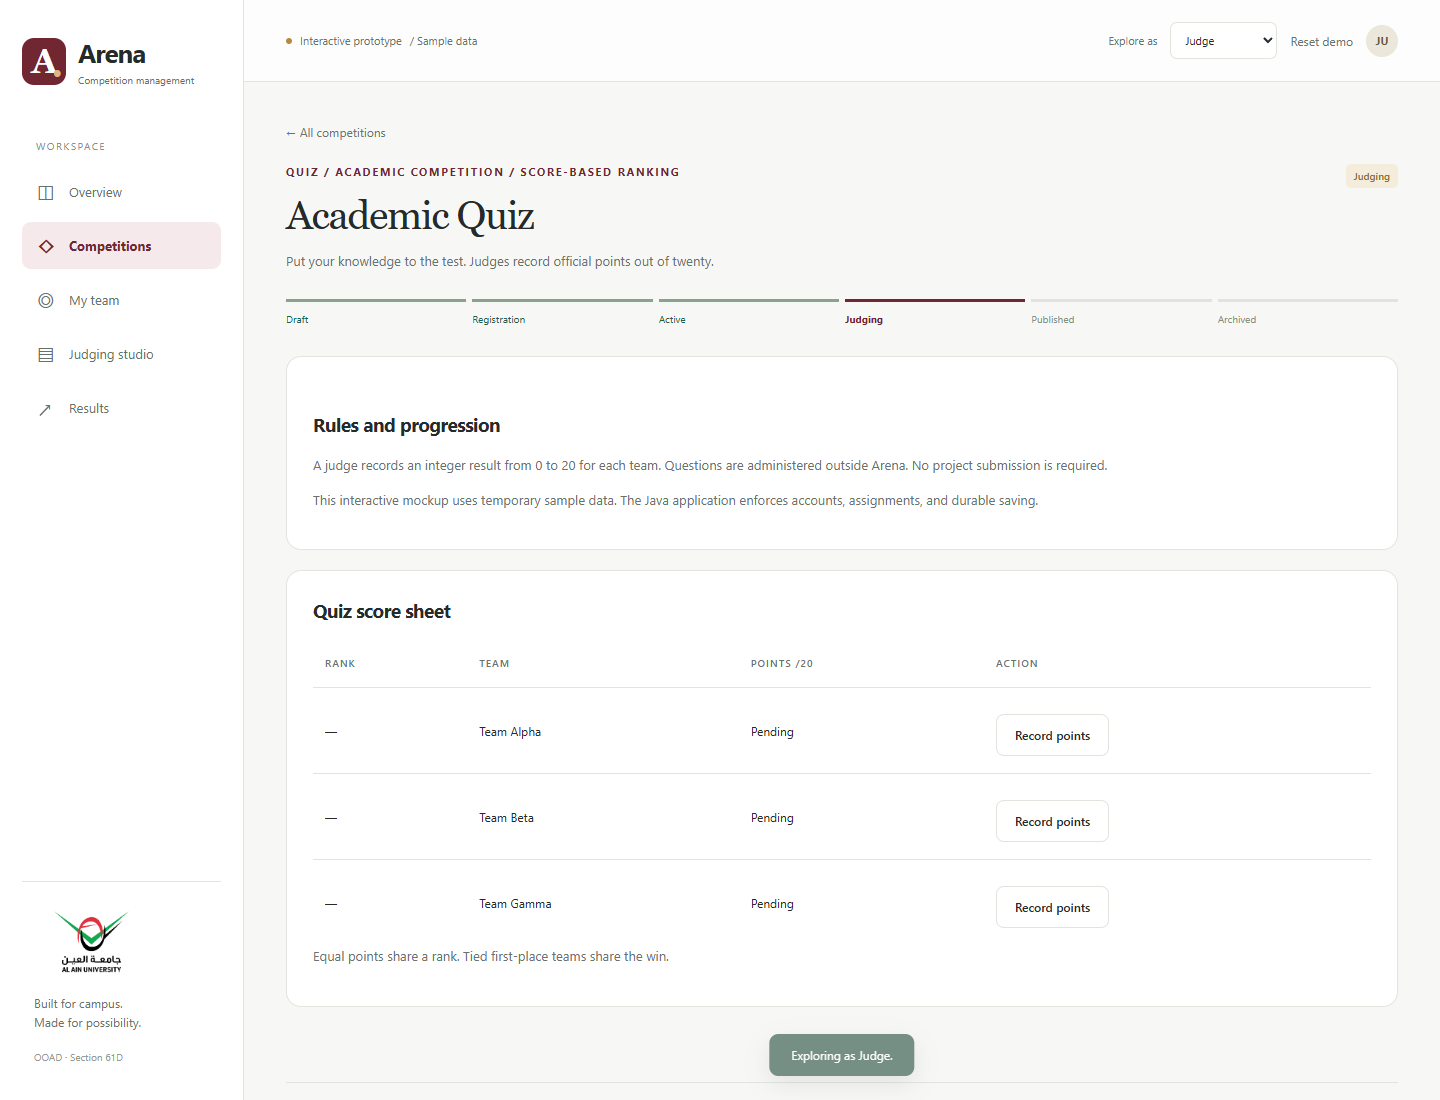 Arena
Competition management
WORKSPACE
Overview
Competitions
My team
Judging studio
Results
جامعة العين
AL AIN UNIVERSITY
Built for campus.
Made for possibility.
OOAD · Section 61D
Interactive prototype / Sample data
Explore as
Judge
Reset demo
JU
← All competitions
QUIZ / ACADEMIC COMPETITION / SCORE-BASED RANKING
Judging
Academic Quiz
Put your knowledge to the test. Judges record official points out of twenty.
Draft
Registration
Active
Judging
Published
Archived
Rules and progression
A judge records an integer result from 0 to 20 for each team. Questions are administered outside Arena. No project submission is required.
This interactive mockup uses temporary sample data. The Java application enforces accounts, assignments, and durable saving.
Quiz score sheet
RANK TEAM POINTS /20 ACTION
— Team Alpha Pending Record points
— Team Beta Pending Record points
— Team Gamma Pending Record points
Equal points share a rank. Tied first-place teams share the win.
Exploring as Judge.